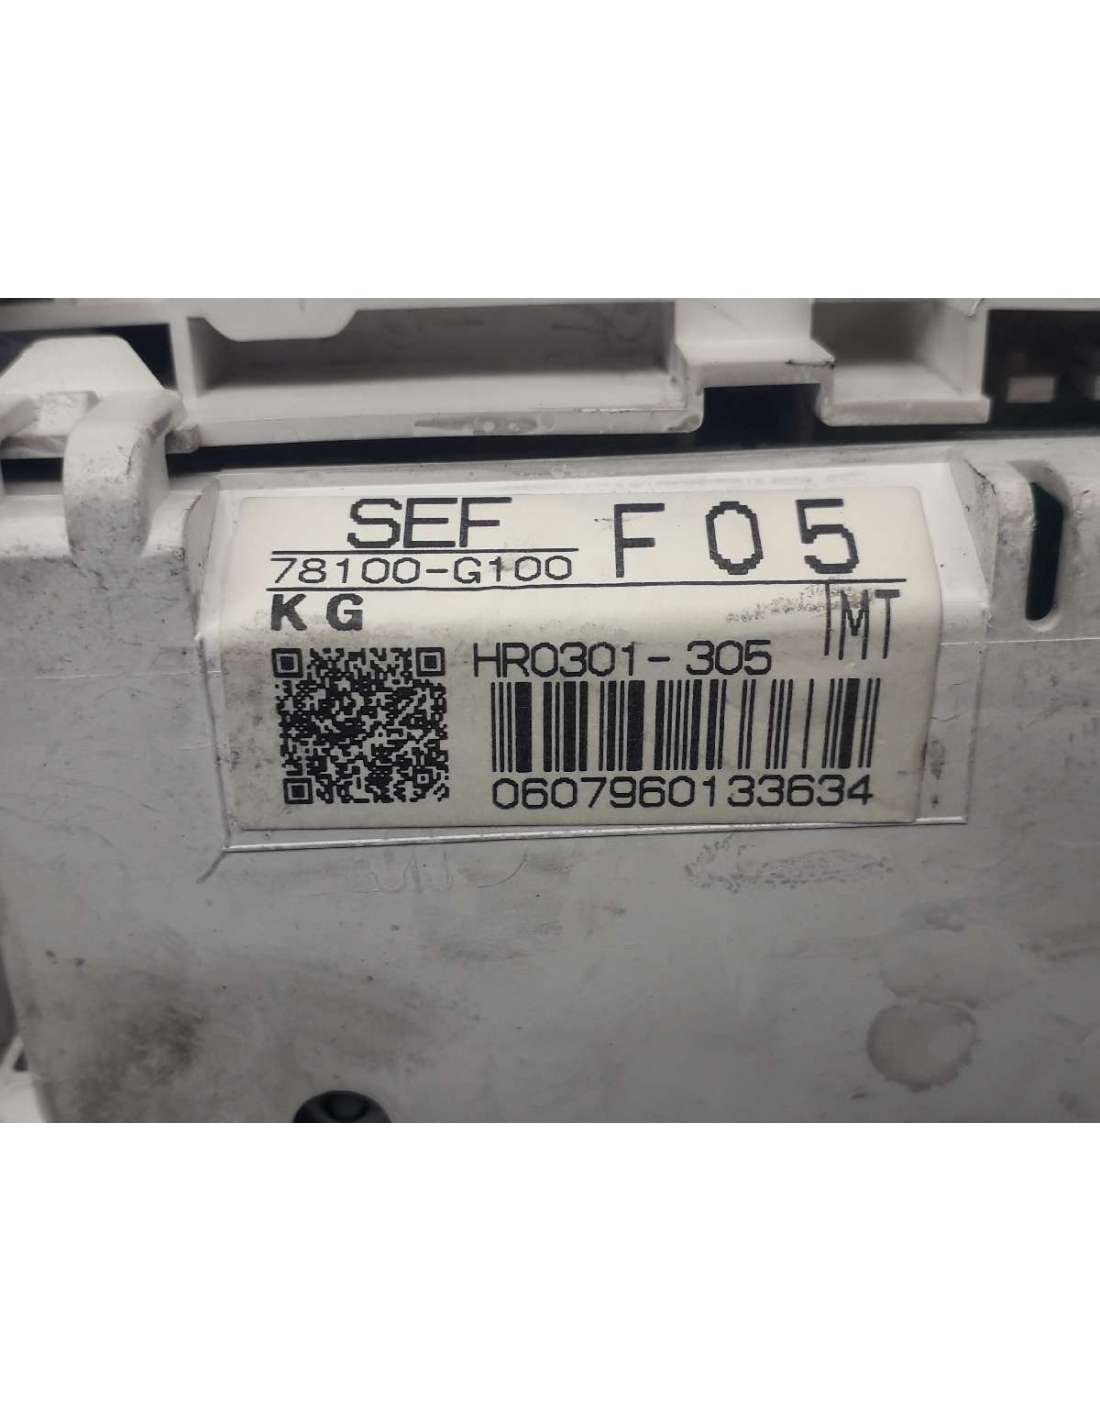 SEF F05
78100-G100
KG MT
HR0301-305
0607960133634